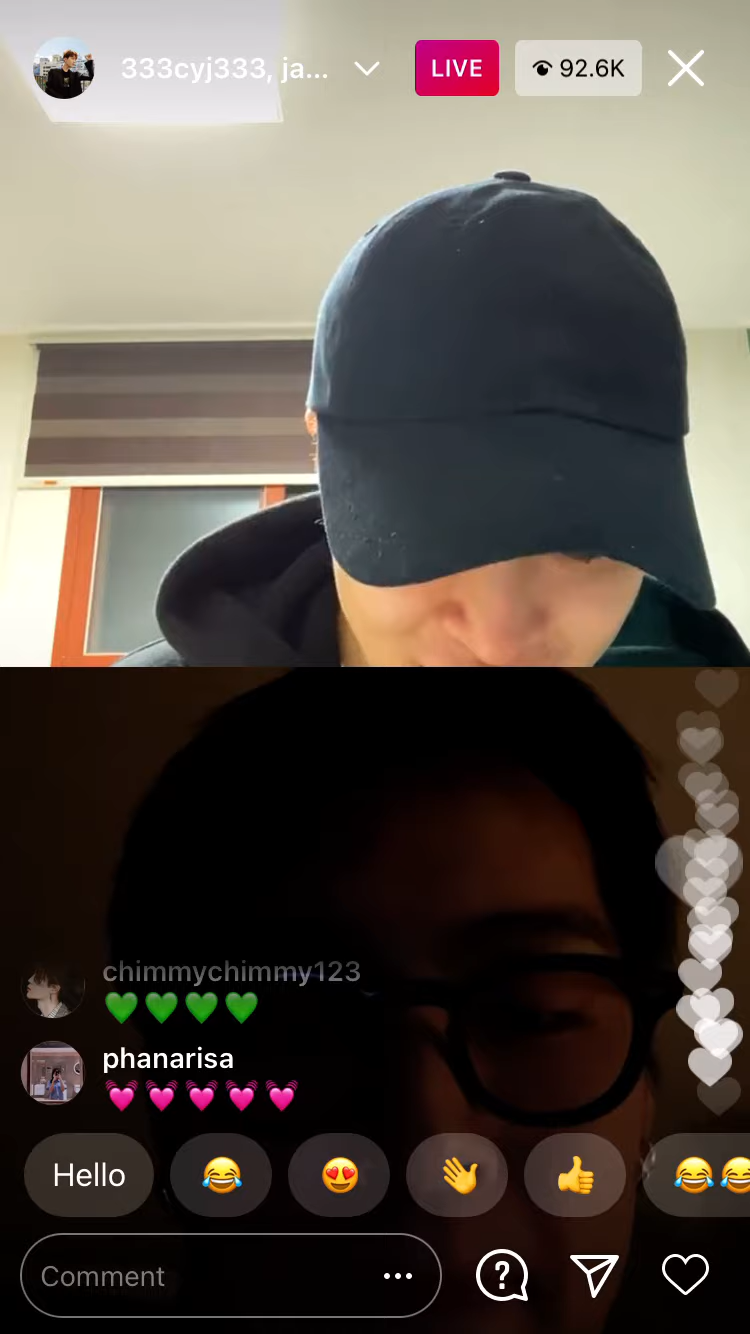 333cyj333, ja...
LIVE
92.6K
chimmychimmy123
💚💚💚💚
phanarisa
💓💓💓💓💓
Hello
😂
😍
👋
👍
😂😂
Comment